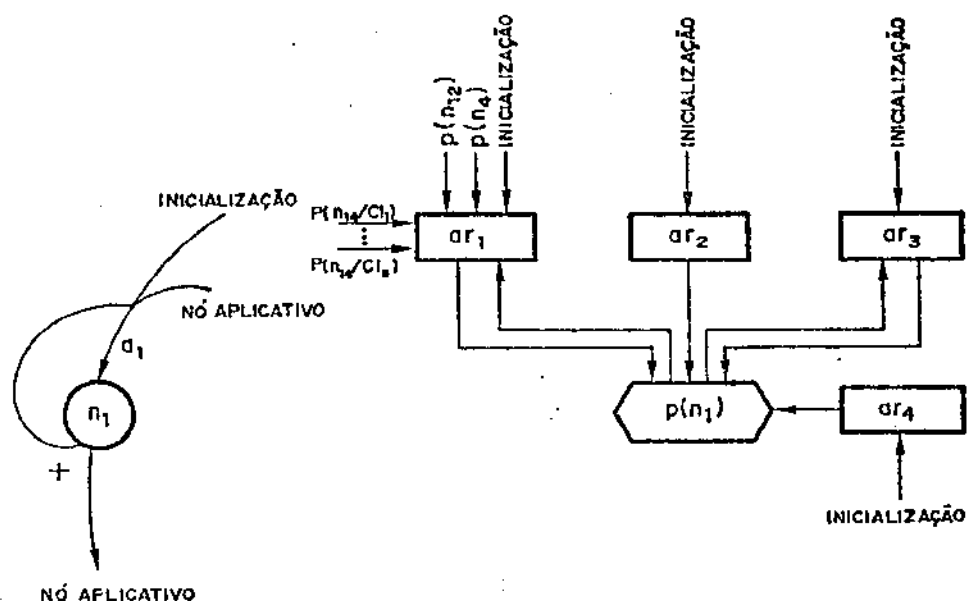 INICIALIZAÇÃO
NÓ APLICATIVO
a₁
n₁
+
NÓ APLICATIVO
p(n₁₂)
p(n₄)
INICIALIZAÇÃO
P(n₁₄/Cl₁)
⋮
P(n₁₄/Clₙ)
ar₁
INICIALIZAÇÃO
ar₂
INICIALIZAÇÃO
ar₃
p(n₁)
ar₄
INICIALIZAÇÃO